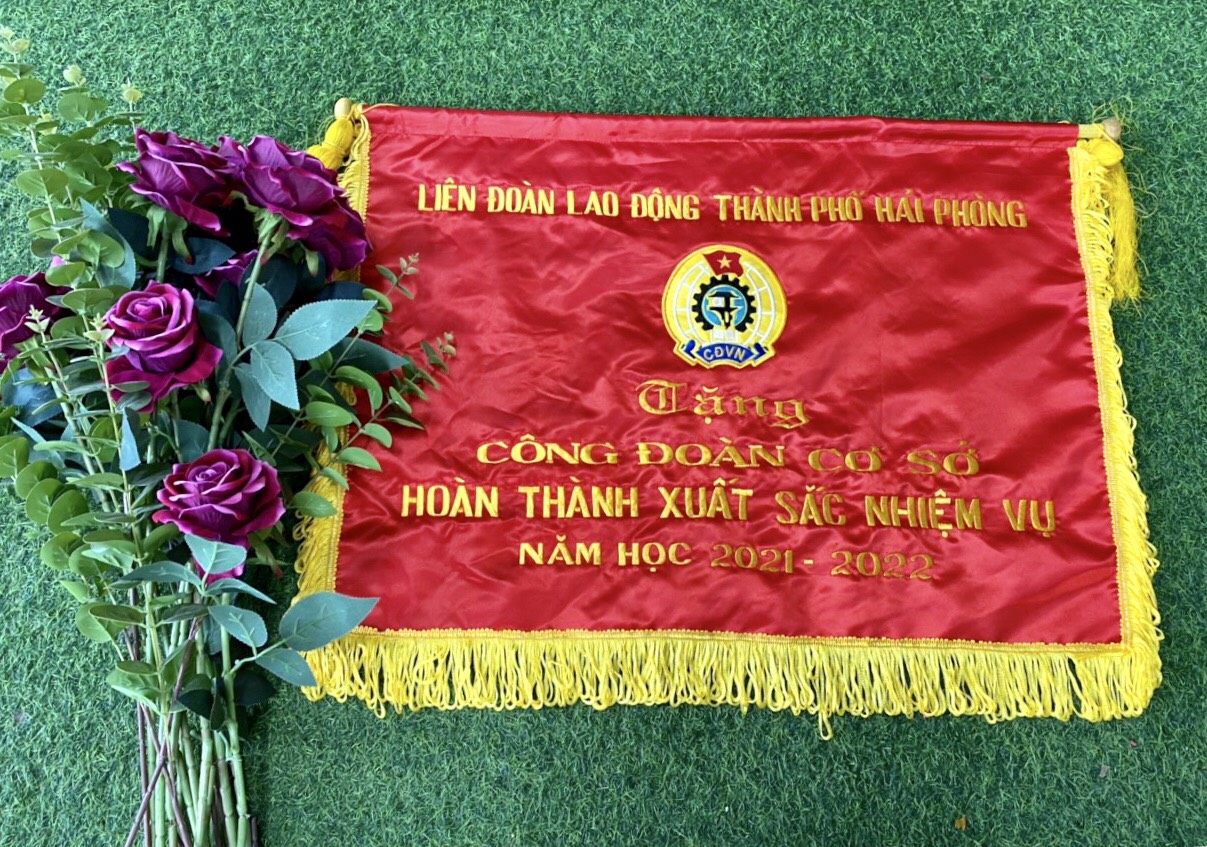 LIÊN ĐOÀN LAO ĐỘNG THÀNH PHỐ HẢI PHÒNG
CĐVN
Tặng
CÔNG ĐOÀN CƠ SỞ
HOÀN THÀNH XUẤT SẮC NHIỆM VỤ
NĂM HỌC 2021 - 2022